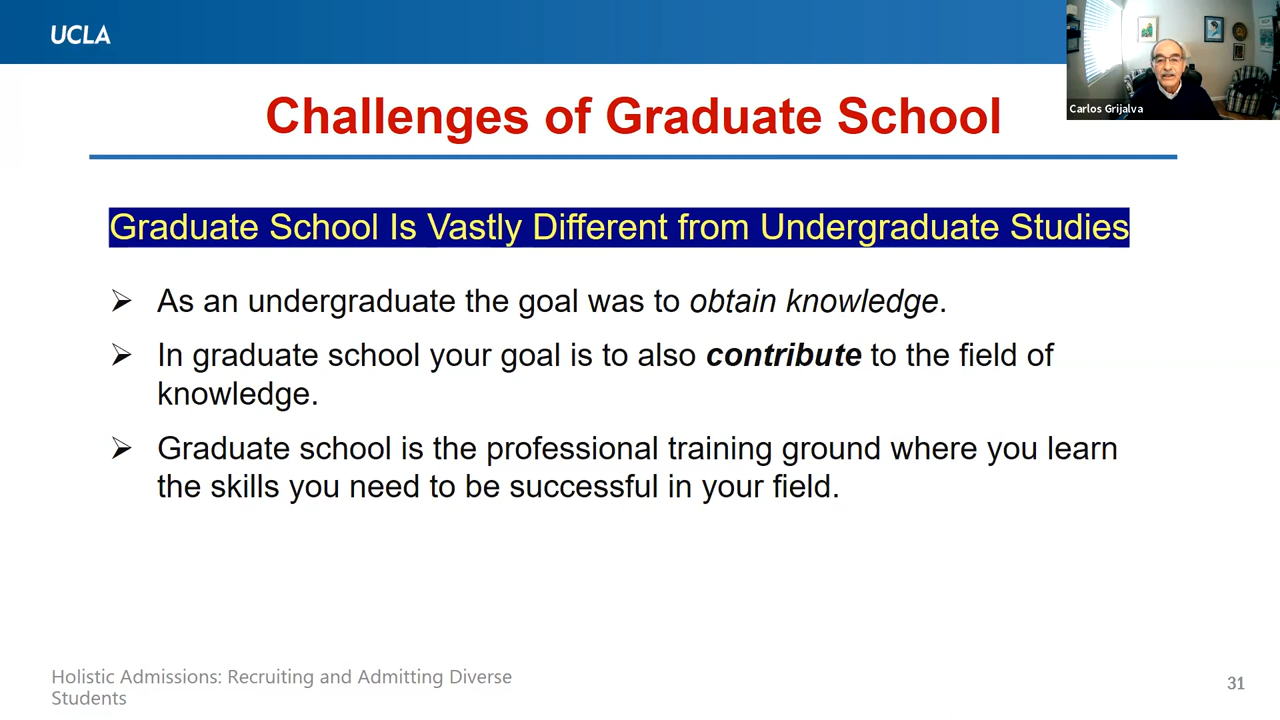 UCLA
Carlos Grijalva
Challenges of Graduate School
Graduate School Is Vastly Different from Undergraduate Studies
➢ As an undergraduate the goal was to obtain knowledge.
➢ In graduate school your goal is to also contribute to the field of
knowledge.
➢ Graduate school is the professional training ground where you learn
the skills you need to be successful in your field.
Holistic Admissions: Recruiting and Admitting Diverse
Students
31